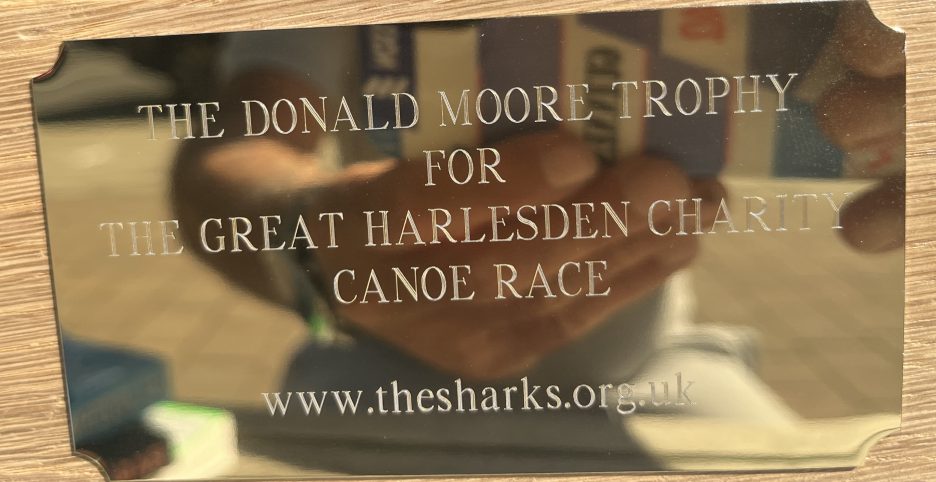 THE DONALD MOORE TROPHY
FOR
THE GREAT HARLESDEN CHARITY
CANOE RACE
www.thesharks.org.uk